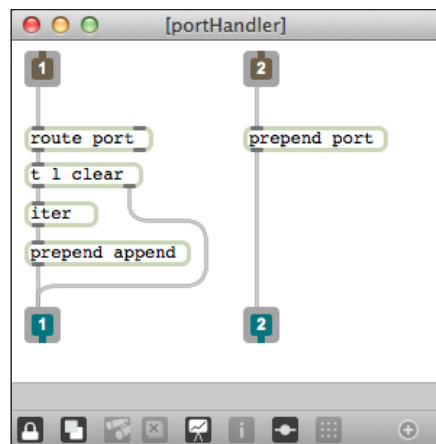 [portHandler]
1
2
route port
prepend port
t l clear
iter
prepend append
1
2